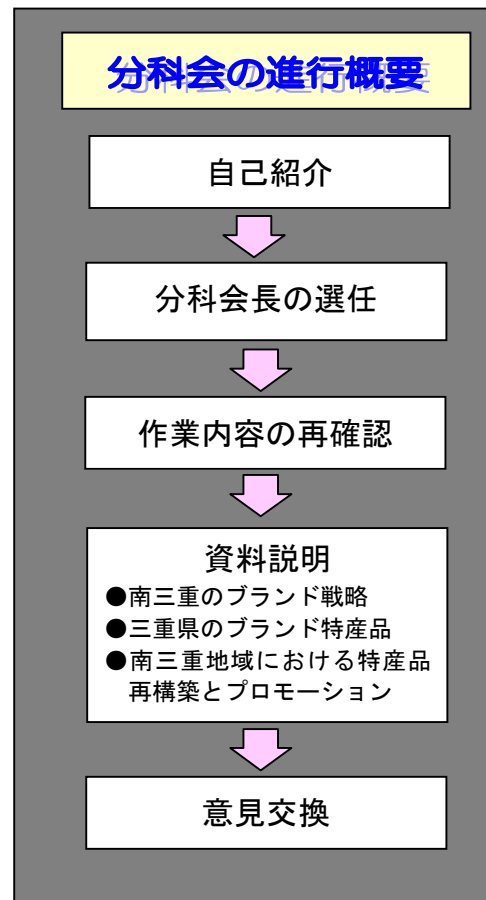 分科会の進行概要
自己紹介
分科会長の選任
作業内容の再確認
資料説明
●南三重のブランド戦略
●三重県のブランド特産品
●南三重地域における特産品
再構築とプロモーション
意見交換